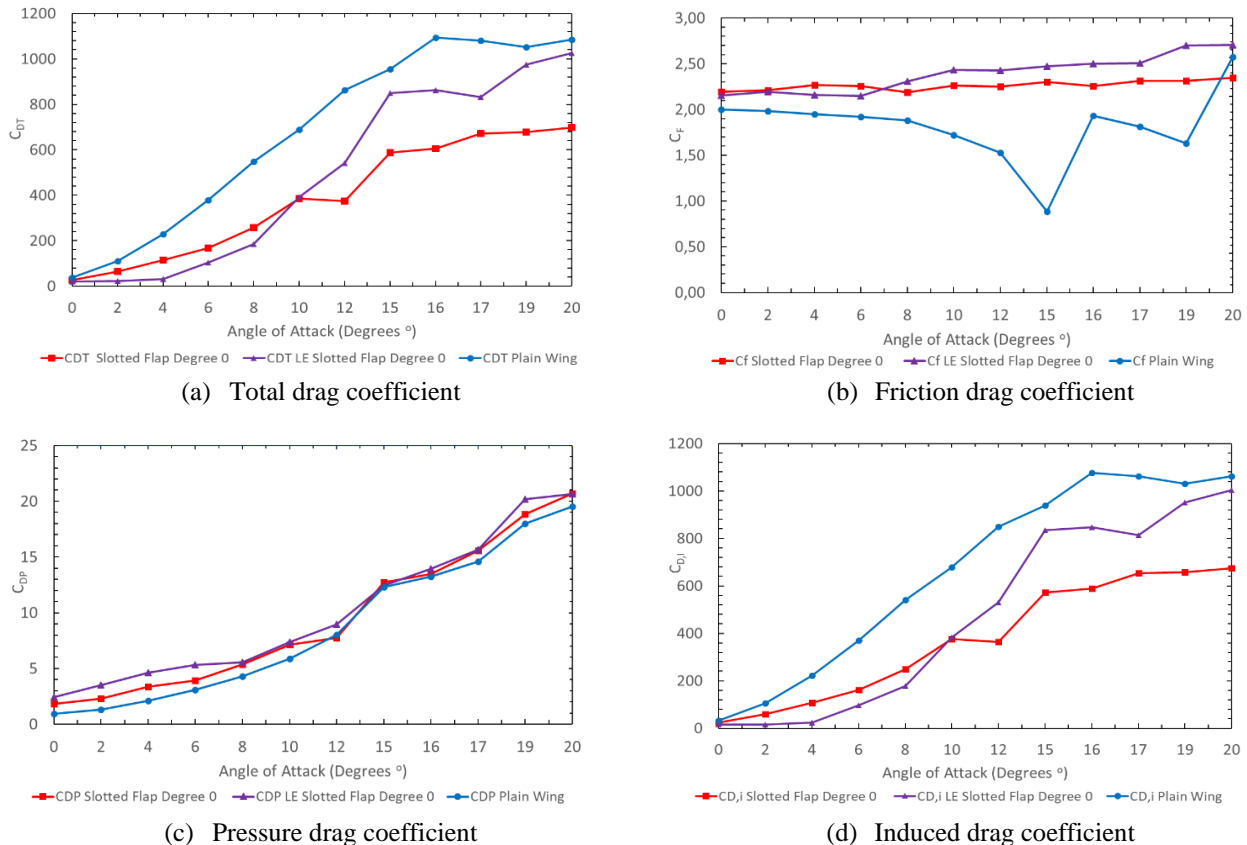 1200
1000
800
600
400
200
0
C_DT
0 2 4 6 8 10 12 15 16 17 19 20
Angle of Attack (Degrees °)
CDT Slotted Flap Degree 0 CDT LE Slotted Flap Degree 0 CDT Plain Wing
(a) Total drag coefficient
3,00
2,50
2,00
1,50
1,00
0,50
0,00
C_F
0 2 4 6 8 10 12 15 16 17 19 20
Angle of Attack (Degrees °)
Cf Slotted Flap Degree 0 Cf LE Slotted Flap Degree 0 Cf Plain Wing
(b) Friction drag coefficient
25
20
15
10
5
0
C_DP
0 2 4 6 8 10 12 15 16 17 19 20
Angle of Attack (Degrees °)
CDP Slotted Flap Degree 0 CDP LE Slotted Flap Degree 0 CDP Plain Wing
(c) Pressure drag coefficient
1200
1000
800
600
400
200
0
C_D,I
0 2 4 6 8 10 12 15 16 17 19 20
Angle of Attack (Degrees °)
CD,i Slotted Flap Degree 0 CD,i LE Slotted Flap Degree 0 CD,i Plain Wing
(d) Induced drag coefficient